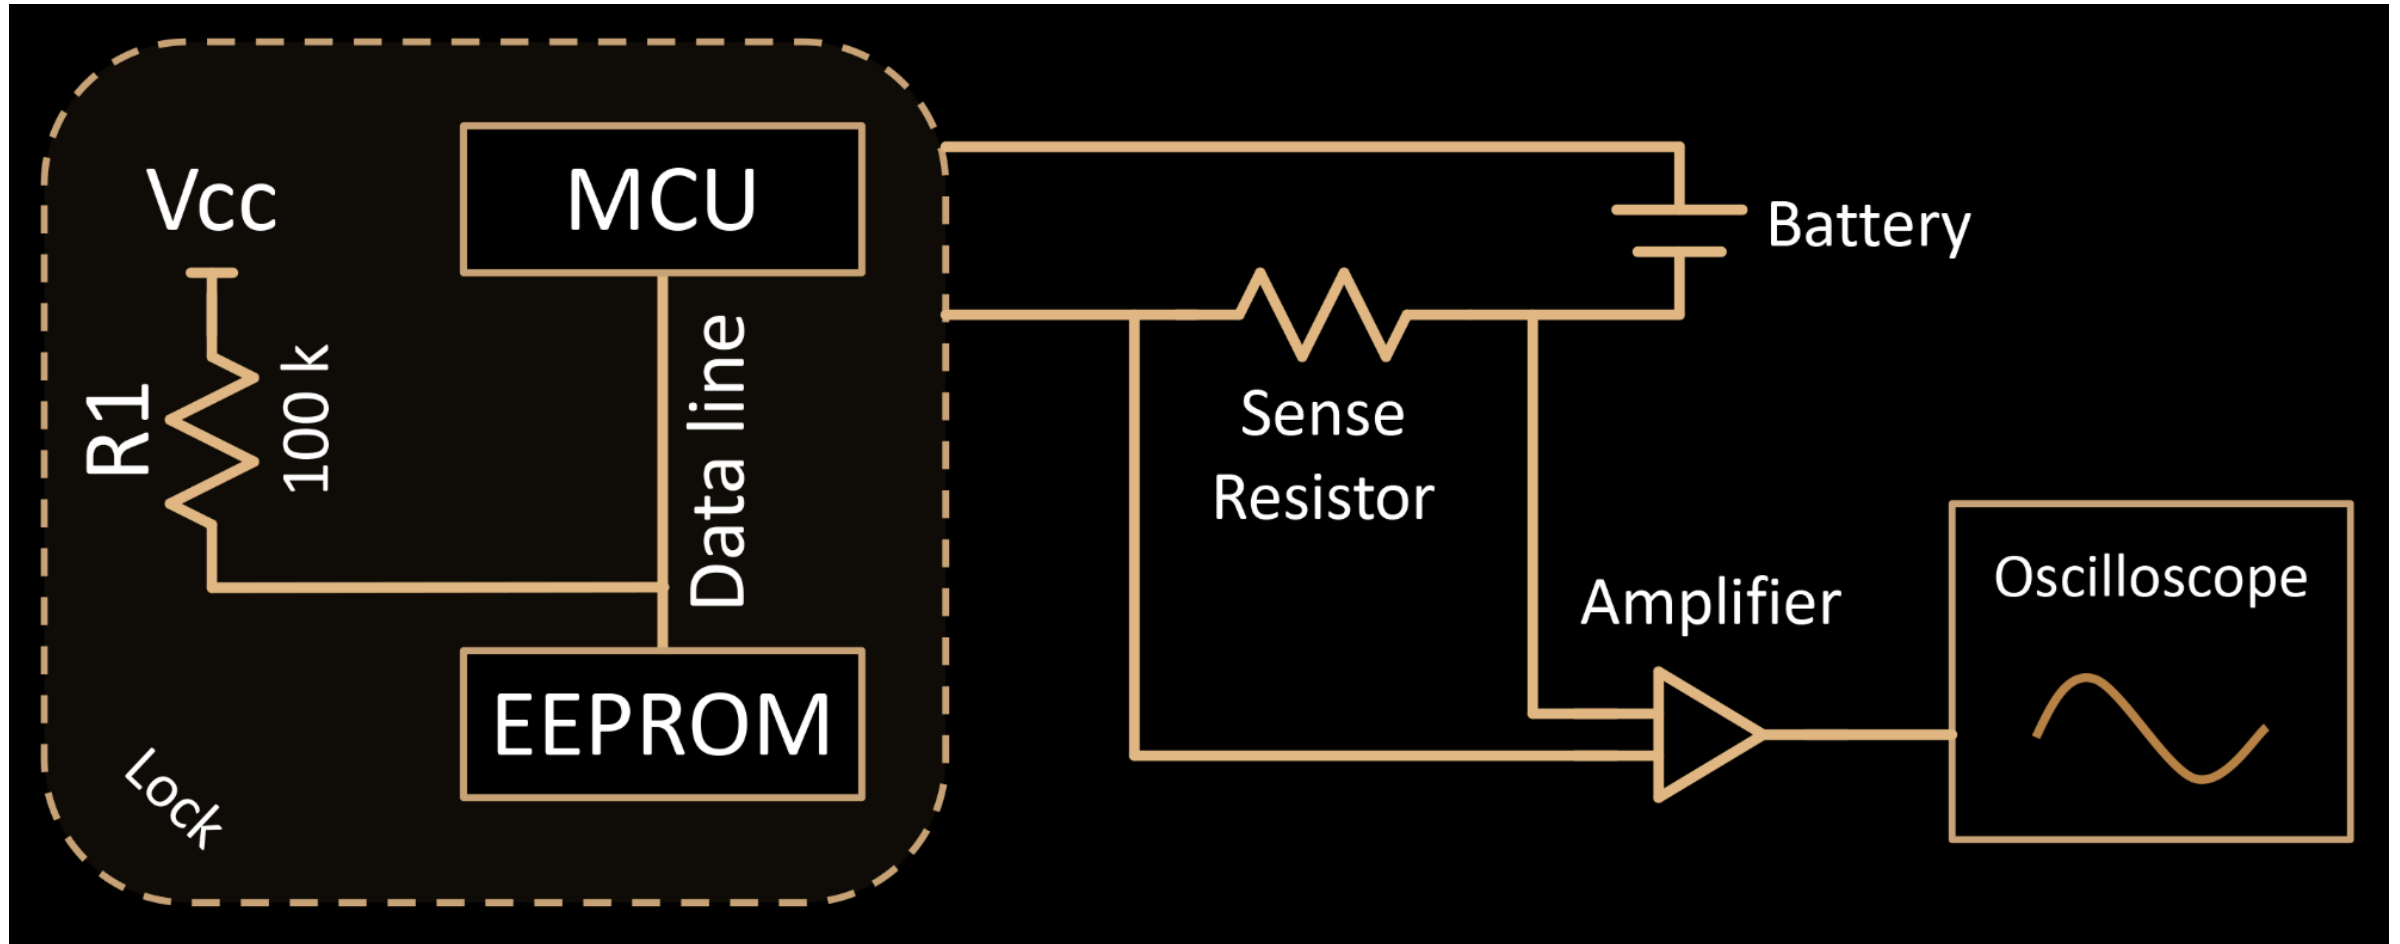 Vcc
MCU
R1
100 k
Data line
EEPROM
Lock
Battery
Sense
Resistor
Amplifier
Oscilloscope